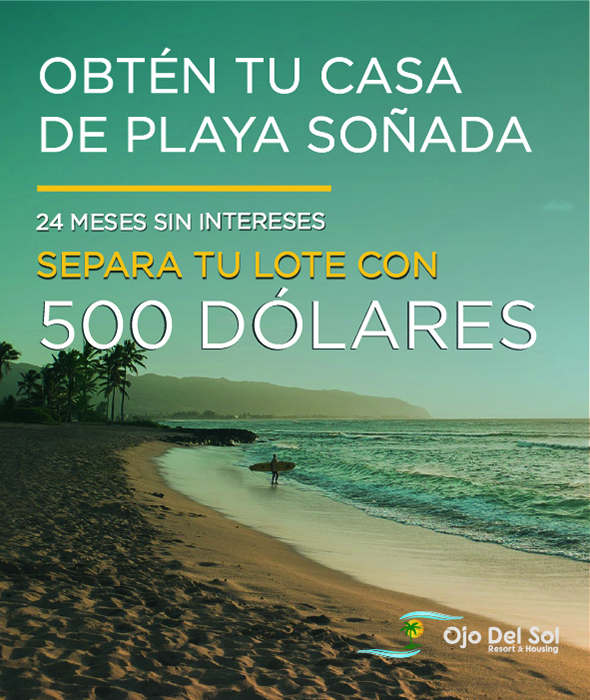 OBTÉN TU CASA
DE PLAYA SOÑADA
24 MESES SIN INTERESES
SEPARA TU LOTE CON
500 DÓLARES
Ojo Del Sol
Resort & Housing